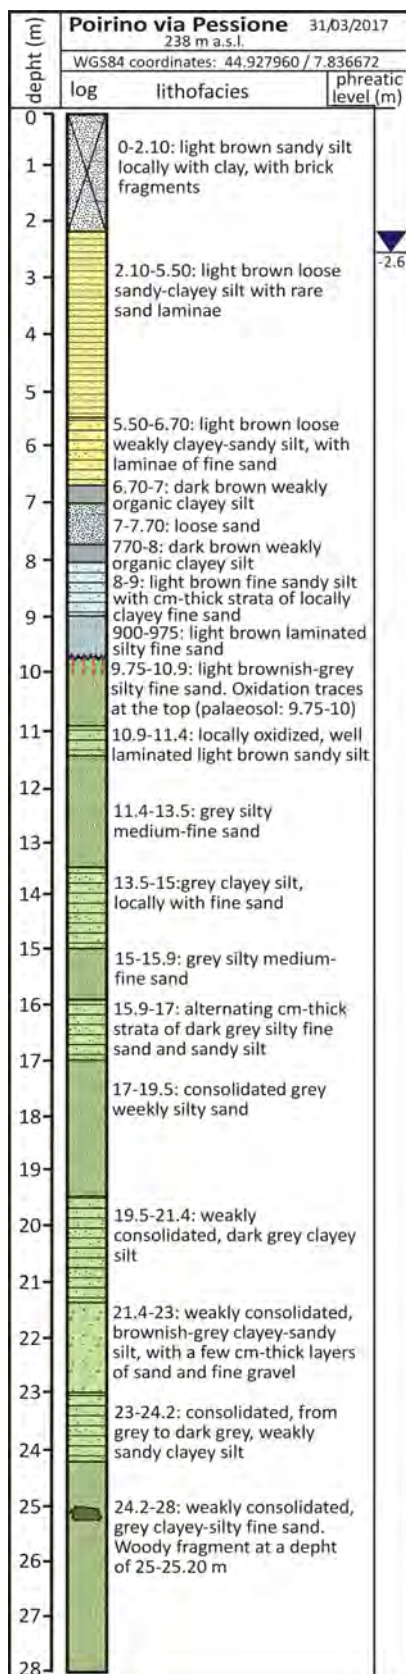 Poirino via Pessione 31/03/2017
238 m a.s.l.
WGS84 coordinates: 44.927960 / 7.836672
depht (m)
log lithofacies phreatic level (m)
0
0-2.10: light brown sandy silt
locally with clay, with brick
fragments
1
2
-2.6
2.10-5.50: light brown loose
sandy-clayey silt with rare
sand laminae
3
4
5
5.50-6.70: light brown loose
weakly clayey-sandy silt, with
laminae of fine sand
6
6.70-7: dark brown weakly
organic clayey silt
7
7-7.70: loose sand
770-8: dark brown weakly
organic clayey silt
8
8-9: light brown fine sandy silt
with cm-thick strata of locally
clayey fine sand
9
900-975: light brown laminated
silty fine sand
10
9.75-10.9: light brownish-grey
silty fine sand. Oxidation traces
at the top (palaeosol: 9.75-10)
11
10.9-11.4: locally oxidized, well
laminated light brown sandy silt
12
11.4-13.5: grey silty
medium-fine sand
13
13.5-15:grey clayey silt,
locally with fine sand
14
15
15-15.9: grey silty medium-
fine sand
16
15.9-17: alternating cm-thick
strata of dark grey silty fine
sand and sandy silt
17
17-19.5: consolidated grey
weekly silty sand
18
19
19.5-21.4: weakly
consolidated, dark grey clayey
silt
20
21
21.4-23: weakly consolidated,
brownish-grey clayey-sandy
silt, with a few cm-thick layers
of sand and fine gravel
22
23
23-24.2: consolidated, from
grey to dark grey, weakly
sandy clayey silt
24
25
24.2-28: weakly consolidated,
grey clayey-silty fine sand.
Woody fragment at a depht
of 25-25.20 m
26
27
28